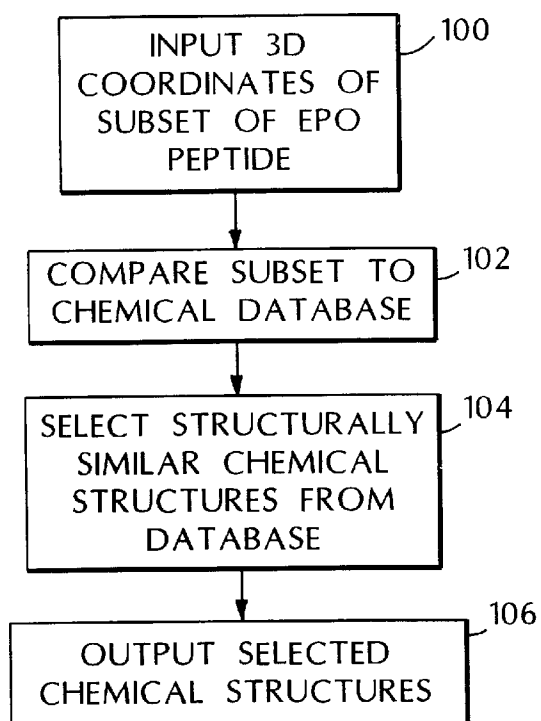 INPUT 3D
COORDINATES OF
SUBSET OF EPO
PEPTIDE
100
COMPARE SUBSET TO
CHEMICAL DATABASE
102
SELECT STRUCTURALLY
SIMILAR CHEMICAL
STRUCTURES FROM
DATABASE
104
OUTPUT SELECTED
CHEMICAL STRUCTURES
106